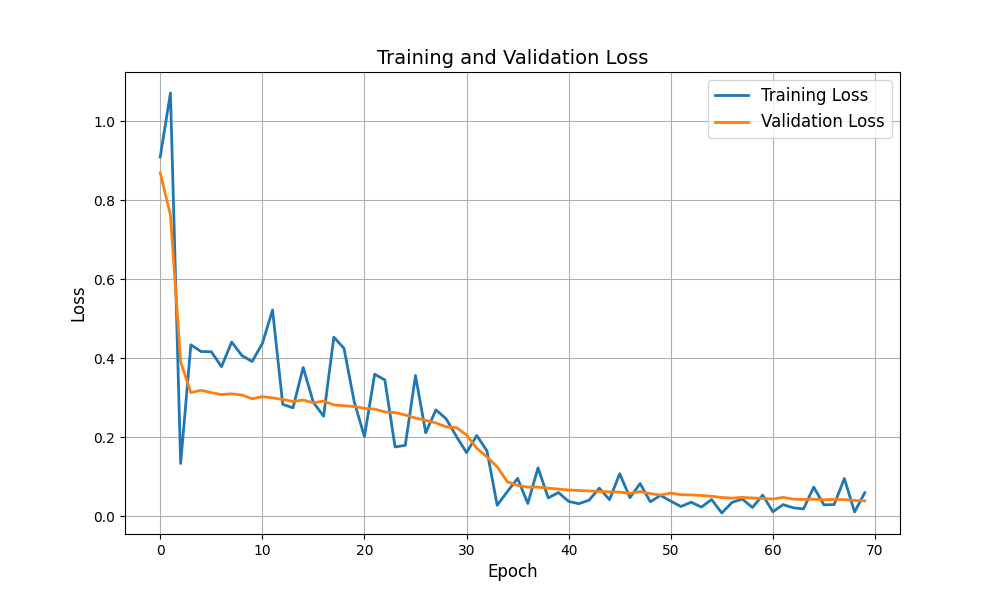 Training and Validation Loss
Training Loss
Validation Loss
1.0
0.8
0.6
0.4
0.2
0.0
Loss
0 10 20 30 40 50 60 70
Epoch